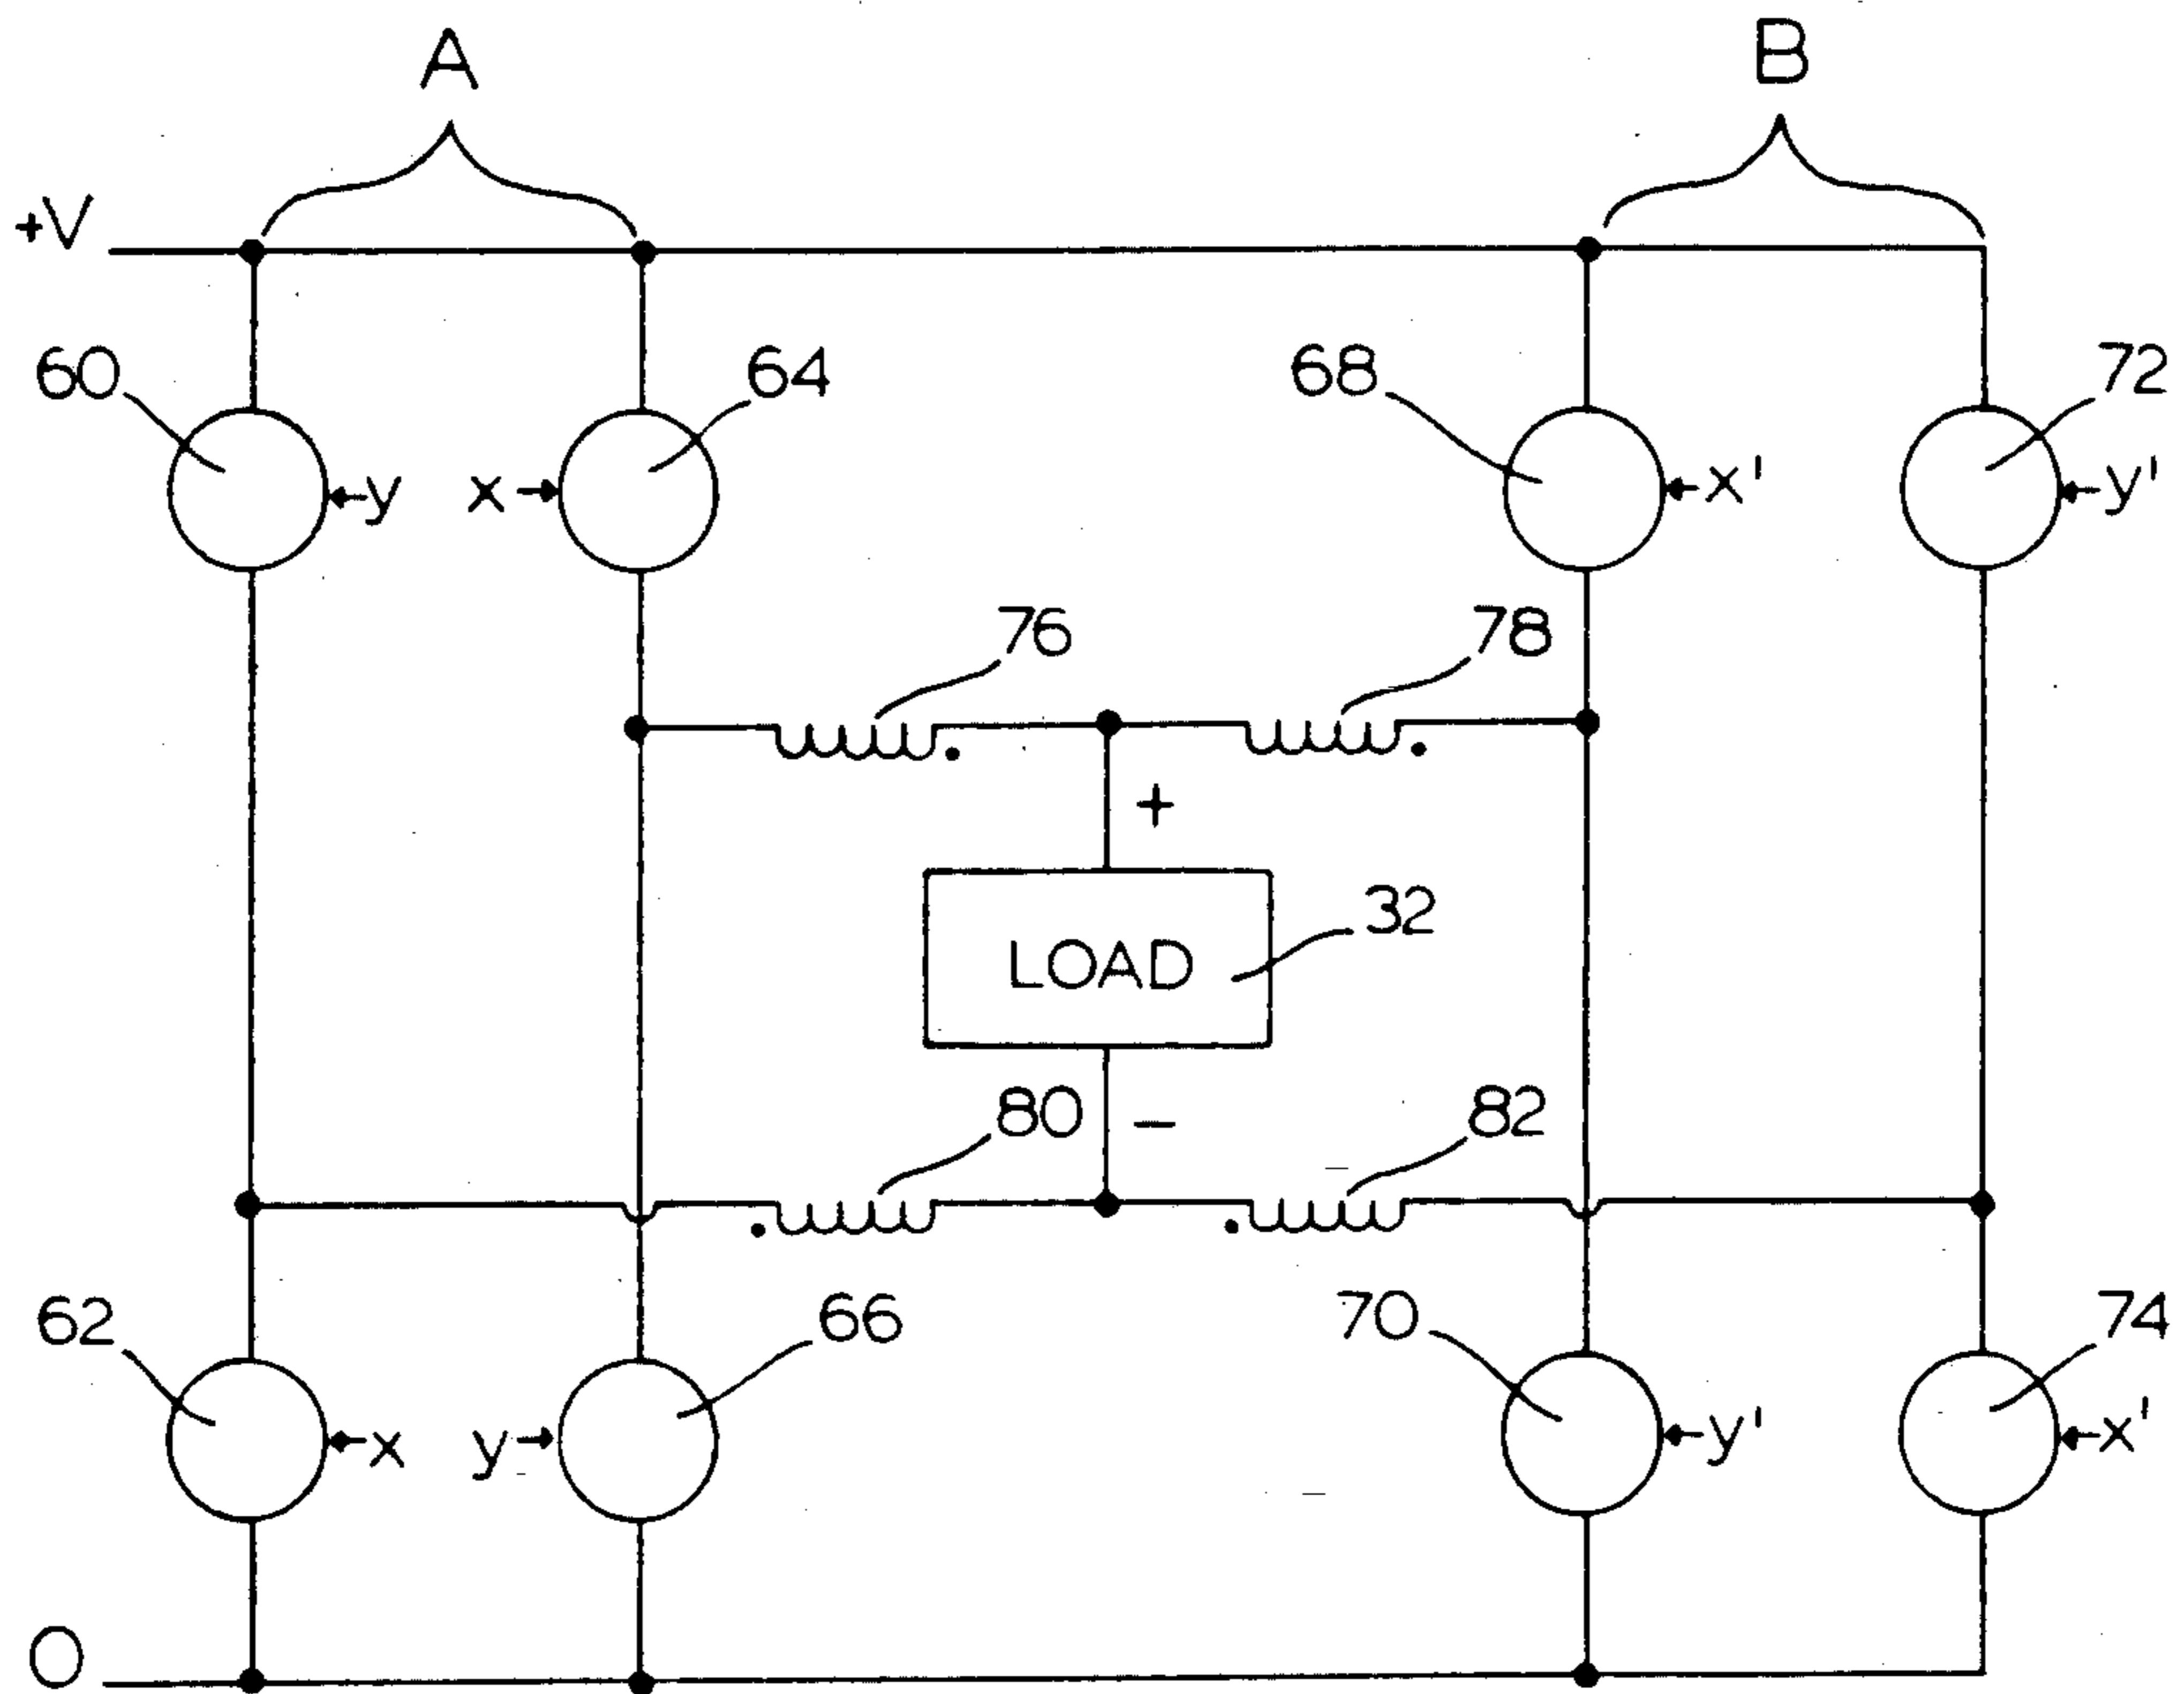 A B
+V
60 64 68 72
y x x' y'
76 78
+
32
LOAD
80 82
−
62 66 70 74
x y y' x'
O